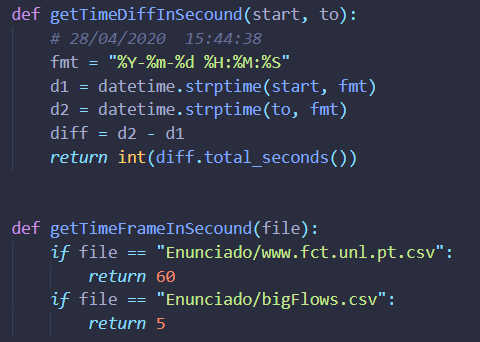 def getTimeDiffInSecound(start, to):
    # 28/04/2020  15:44:38
    fmt = "%Y-%m-%d %H:%M:%S"
    d1 = datetime.strptime(start, fmt)
    d2 = datetime.strptime(to, fmt)
    diff = d2 - d1
    return int(diff.total_seconds())
def getTimeFrameInSecound(file):
    if file == "Enunciado/www.fct.unl.pt.csv":
        return 60
    if file == "Enunciado/bigFlows.csv":
        return 5